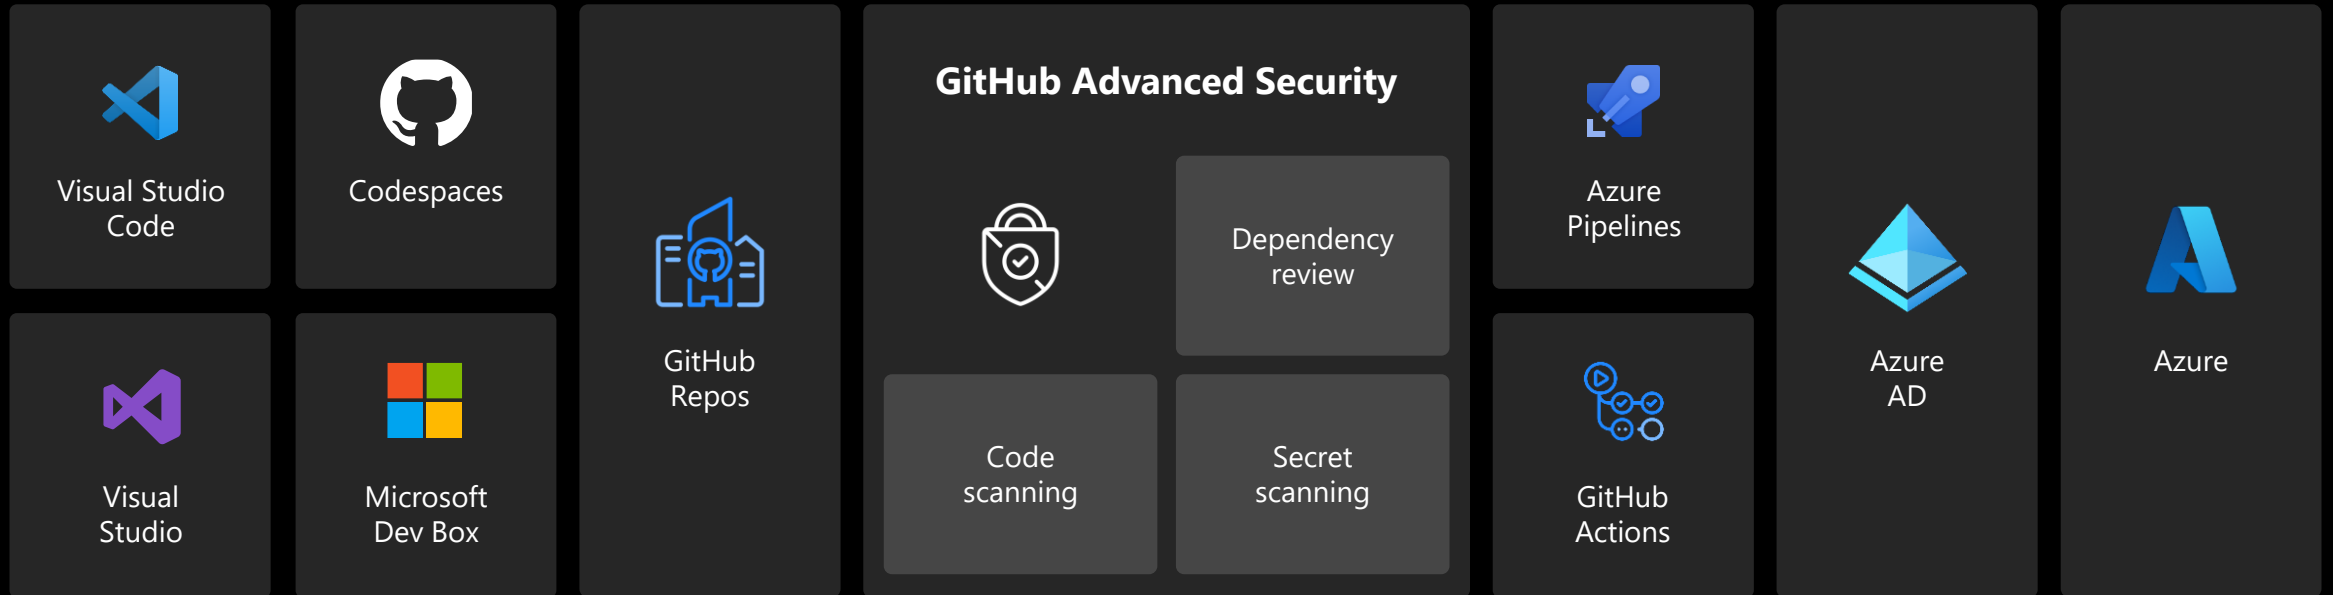 Visual Studio
Code
Codespaces
Visual
Studio
Microsoft
Dev Box
GitHub
Repos
GitHub Advanced Security
Dependency
review
Code
scanning
Secret
scanning
Azure
Pipelines
GitHub
Actions
Azure
AD
Azure